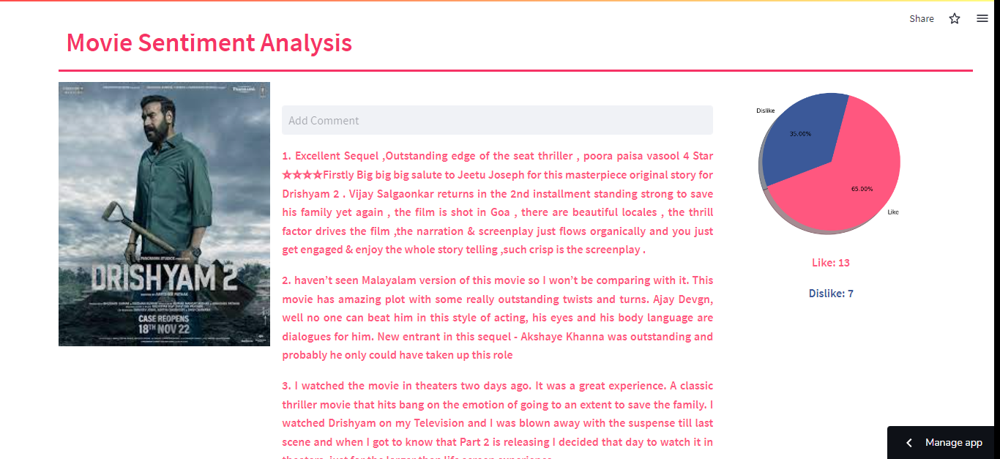 Share
Movie Sentiment Analysis
DRISHYAM 2
CASE REOPENS
18TH NOV 22
Add Comment
1. Excellent Sequel ,Outstanding edge of the seat thriller , poora paisa vasool 4 Star
★★★★Firstly Big big big salute to Jeetu Joseph for this masterpiece original story for
Drishyam 2 . Vijay Salgaonkar returns in the 2nd installment standing strong to save
his family yet again , the film is shot in Goa , there are beautiful locales , the thrill
factor drives the film ,the narration & screenplay just flows organically and you just
get engaged & enjoy the whole story telling ,such crisp is the screenplay .
2. haven’t seen Malayalam version of this movie so I won’t be comparing with it. This
movie has amazing plot with some really outstanding twists and turns. Ajay Devgn,
well no one can beat him in this style of acting, his eyes and his body language are
dialogues for him. New entrant in this sequel - Akshaye Khanna was outstanding and
probably he only could have taken up this role
3. I watched the movie in theaters two days ago. It was a great experience. A classic
thriller movie that hits bang on the emotion of going to an extent to save the family. I
watched Drishyam on my Television and I was blown away with the suspense till last
scene and when I got to know that Part 2 is releasing I decided that day to watch it in
Dislike
35.00%
65.00%
Like
Like: 13
Dislike: 7
Manage app